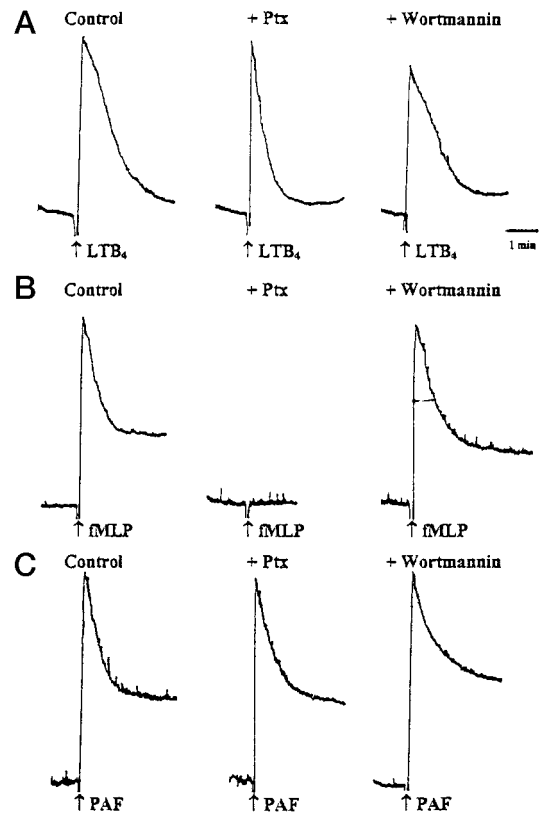 A
Control + Ptx + Wortmannin
↑ LTB₄ ↑ LTB₄ ↑ LTB₄
1 min
B
Control + Ptx + Wortmannin
↑ fMLP ↑ fMLP ↑ fMLP
C
Control + Ptx + Wortmannin
↑ PAF ↑ PAF ↑ PAF